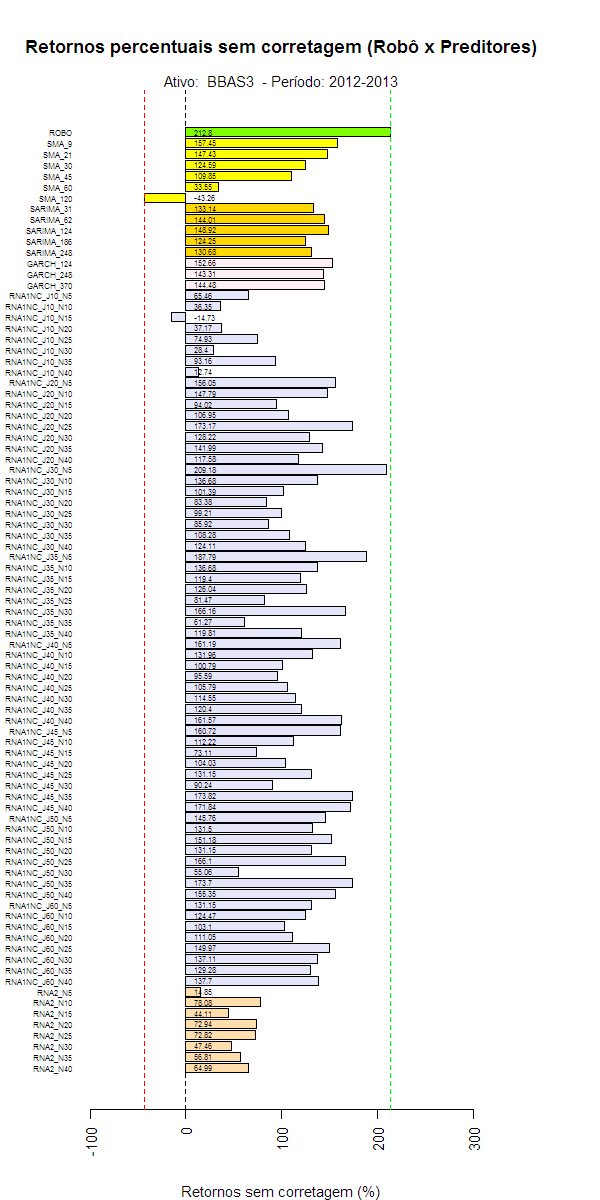 Retornos percentuais sem corretagem (Robô x Preditores)
Ativo: BBAS3 - Período: 2012-2013
ROBO 212.8
SMA_9 157.45
SMA_21 147.43
SMA_30 124.59
SMA_45 109.85
SMA_60 33.55
SMA_120 -43.26
SARIMA_31 133.14
SARIMA_62 144.01
SARIMA_124 148.92
SARIMA_186 124.25
SARIMA_248 130.68
GARCH_124 152.66
GARCH_248 143.31
GARCH_370 144.48
RNA1NC_J10_N5 65.46
RNA1NC_J10_N10 36.35
RNA1NC_J10_N15 -14.73
RNA1NC_J10_N20 37.17
RNA1NC_J10_N25 74.93
RNA1NC_J10_N30 28.4
RNA1NC_J10_N35 93.16
RNA1NC_J10_N40 12.74
RNA1NC_J20_N5 156.05
RNA1NC_J20_N10 147.79
RNA1NC_J20_N15 94.02
RNA1NC_J20_N20 106.95
RNA1NC_J20_N25 173.17
RNA1NC_J20_N30 128.22
RNA1NC_J20_N35 141.99
RNA1NC_J20_N40 117.58
RNA1NC_J30_N5 209.18
RNA1NC_J30_N10 136.68
RNA1NC_J30_N15 101.39
RNA1NC_J30_N20 83.38
RNA1NC_J30_N25 99.21
RNA1NC_J30_N30 85.92
RNA1NC_J30_N35 108.28
RNA1NC_J30_N40 124.11
RNA1NC_J35_N5 187.79
RNA1NC_J35_N10 136.68
RNA1NC_J35_N15 119.4
RNA1NC_J35_N20 126.04
RNA1NC_J35_N25 81.47
RNA1NC_J35_N30 166.16
RNA1NC_J35_N35 61.27
RNA1NC_J35_N40 119.81
RNA1NC_J40_N5 161.19
RNA1NC_J40_N10 131.96
RNA1NC_J40_N15 100.79
RNA1NC_J40_N20 95.59
RNA1NC_J40_N25 105.79
RNA1NC_J40_N30 114.55
RNA1NC_J40_N35 120.4
RNA1NC_J40_N40 161.57
RNA1NC_J45_N5 160.72
RNA1NC_J45_N10 112.22
RNA1NC_J45_N15 73.11
RNA1NC_J45_N20 104.03
RNA1NC_J45_N25 131.15
RNA1NC_J45_N30 90.24
RNA1NC_J45_N35 173.82
RNA1NC_J45_N40 171.84
RNA1NC_J50_N5 145.76
RNA1NC_J50_N10 131.5
RNA1NC_J50_N15 151.18
RNA1NC_J50_N20 131.15
RNA1NC_J50_N25 166.1
RNA1NC_J50_N30 55.06
RNA1NC_J50_N35 173.7
RNA1NC_J50_N40 155.35
RNA1NC_J60_N5 131.15
RNA1NC_J60_N10 124.47
RNA1NC_J60_N15 103.1
RNA1NC_J60_N20 111.05
RNA1NC_J60_N25 149.97
RNA1NC_J60_N30 137.11
RNA1NC_J60_N35 129.28
RNA1NC_J60_N40 137.7
RNA2_N5 14.85
RNA2_N10 78.08
RNA2_N15 44.11
RNA2_N20 72.94
RNA2_N25 72.82
RNA2_N30 47.46
RNA2_N35 56.81
RNA2_N40 64.99
-100 0 100 200 300
Retornos sem corretagem (%)